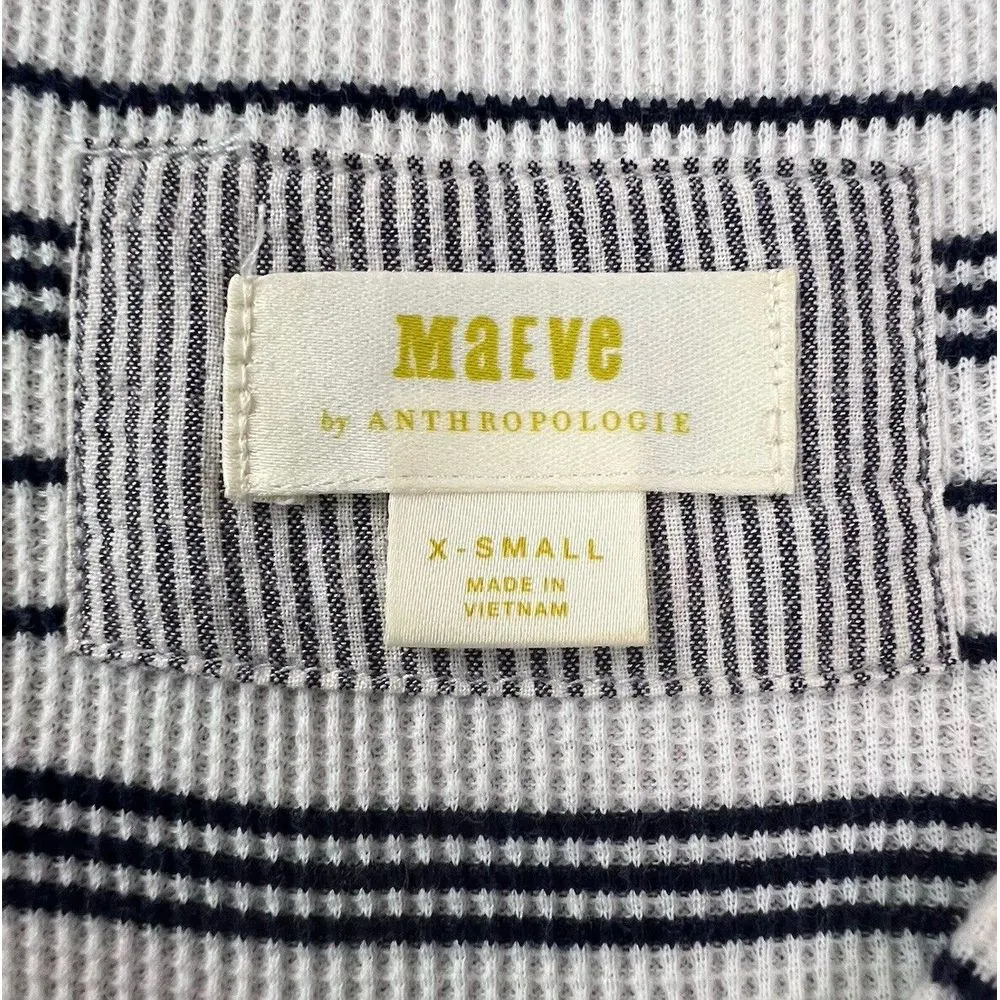 MaEVe
by ANTHROPOLOGIE
X - SMALL
MADE IN
VIETNAM